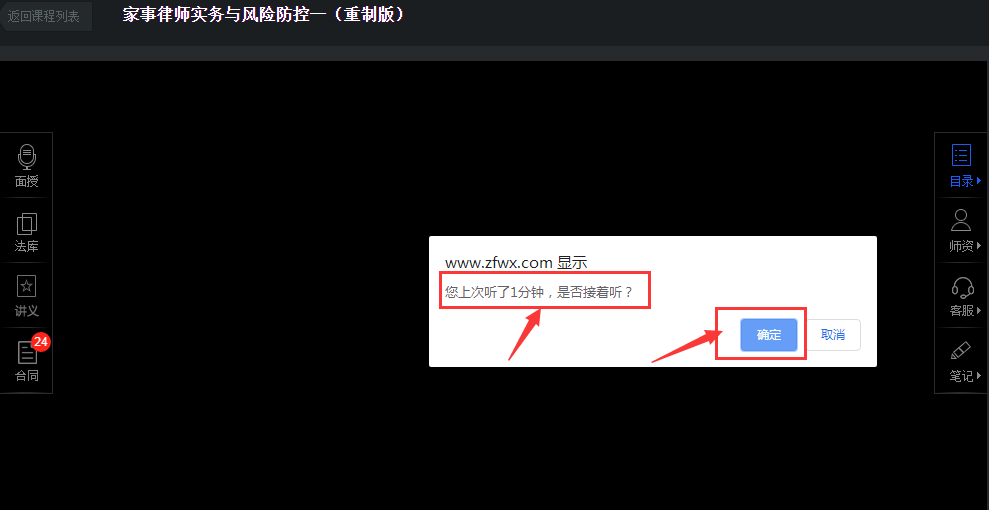 返回课程列表
家事律师实务与风险防控一（重制版）
面授
法库
讲义
24
合同
www.zfwx.com 显示
您上次听了1分钟，是否接着听？
确定
取消
目录
师资
客服
笔记